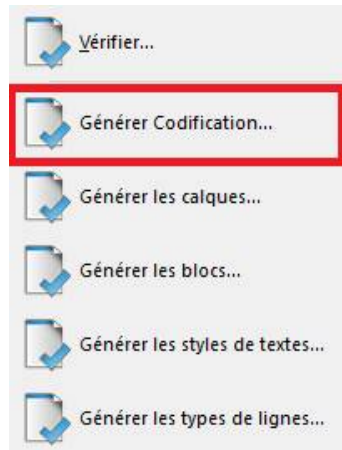 Vérifier...
Générer Codification...
Générer les calques...
Générer les blocs...
Générer les styles de textes...
Générer les types de lignes...